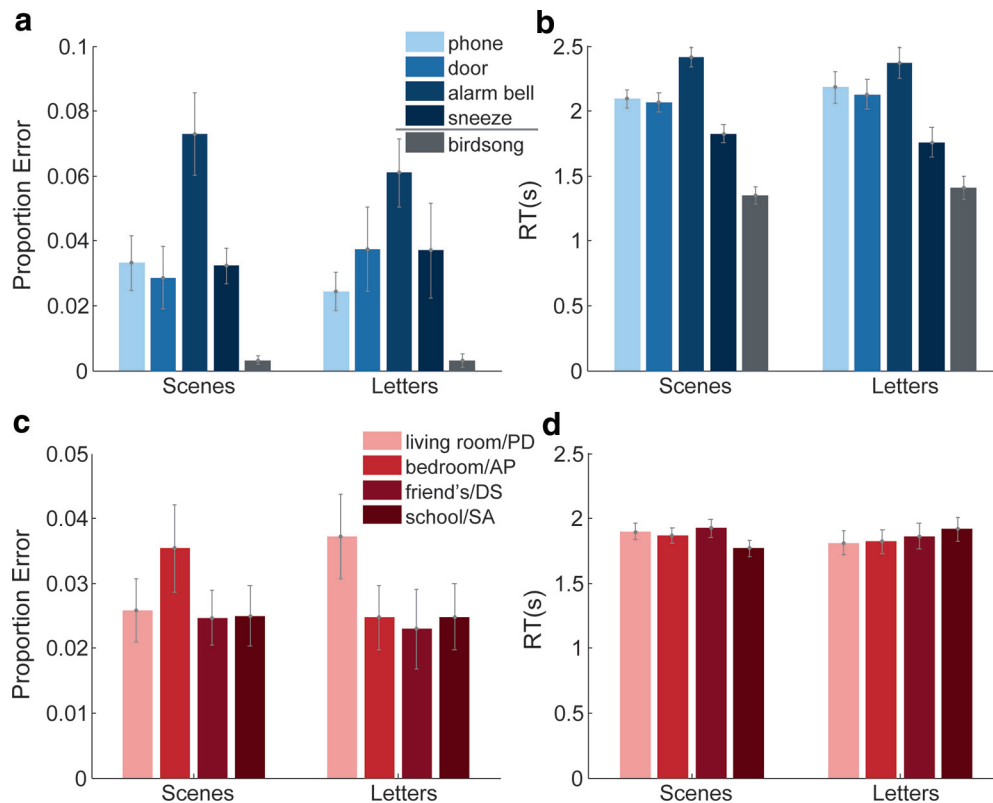 a
Proportion Error
0.1
0.08
0.06
0.04
0.02
0
phone
door
alarm bell
sneeze
birdsong
Scenes
Letters
b
RT(s)
2.5
2
1.5
1
0.5
0
Scenes
Letters
c
Proportion Error
0.05
0.04
0.03
0.02
0.01
0
living room/PD
bedroom/AP
friend's/DS
school/SA
Scenes
Letters
d
RT(s)
2.5
2
1.5
1
0.5
0
Scenes
Letters